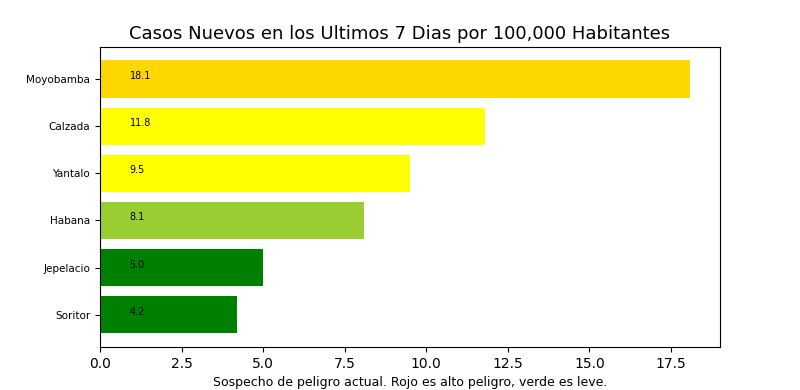 Casos Nuevos en los Ultimos 7 Dias por 100,000 Habitantes
Moyobamba 18.1
Calzada 11.8
Yantalo 9.5
Habana 8.1
Jepelacio 5.0
Soritor 4.2
0.0 2.5 5.0 7.5 10.0 12.5 15.0 17.5
Sospecho de peligro actual. Rojo es alto peligro, verde es leve.